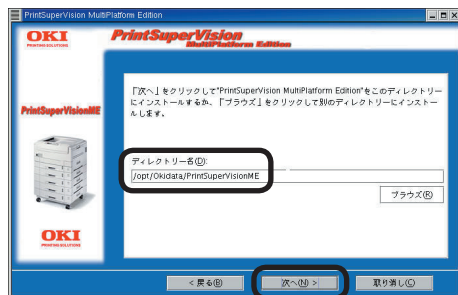 PrintSuperVision MultiPlatform Edition
OKI
PRINTING SOLUTIONS
PrintSuperVision
MultiPlatform Edition
「次へ」をクリックして"PrintSuperVision MultiPlatform Edition"をこのディレクトリー
にインストールするか、「ブラウズ」をクリックして別のディレクトリーにインストー
ルします。
PrintSuperVisionME
ディレクトリー名(D):
/opt/Okidata/PrintSuperVisionME
ブラウズ(R)
OKI
PRINTING SOLUTIONS
< 戻る(B)
次へ(N) >
取り消し(C)